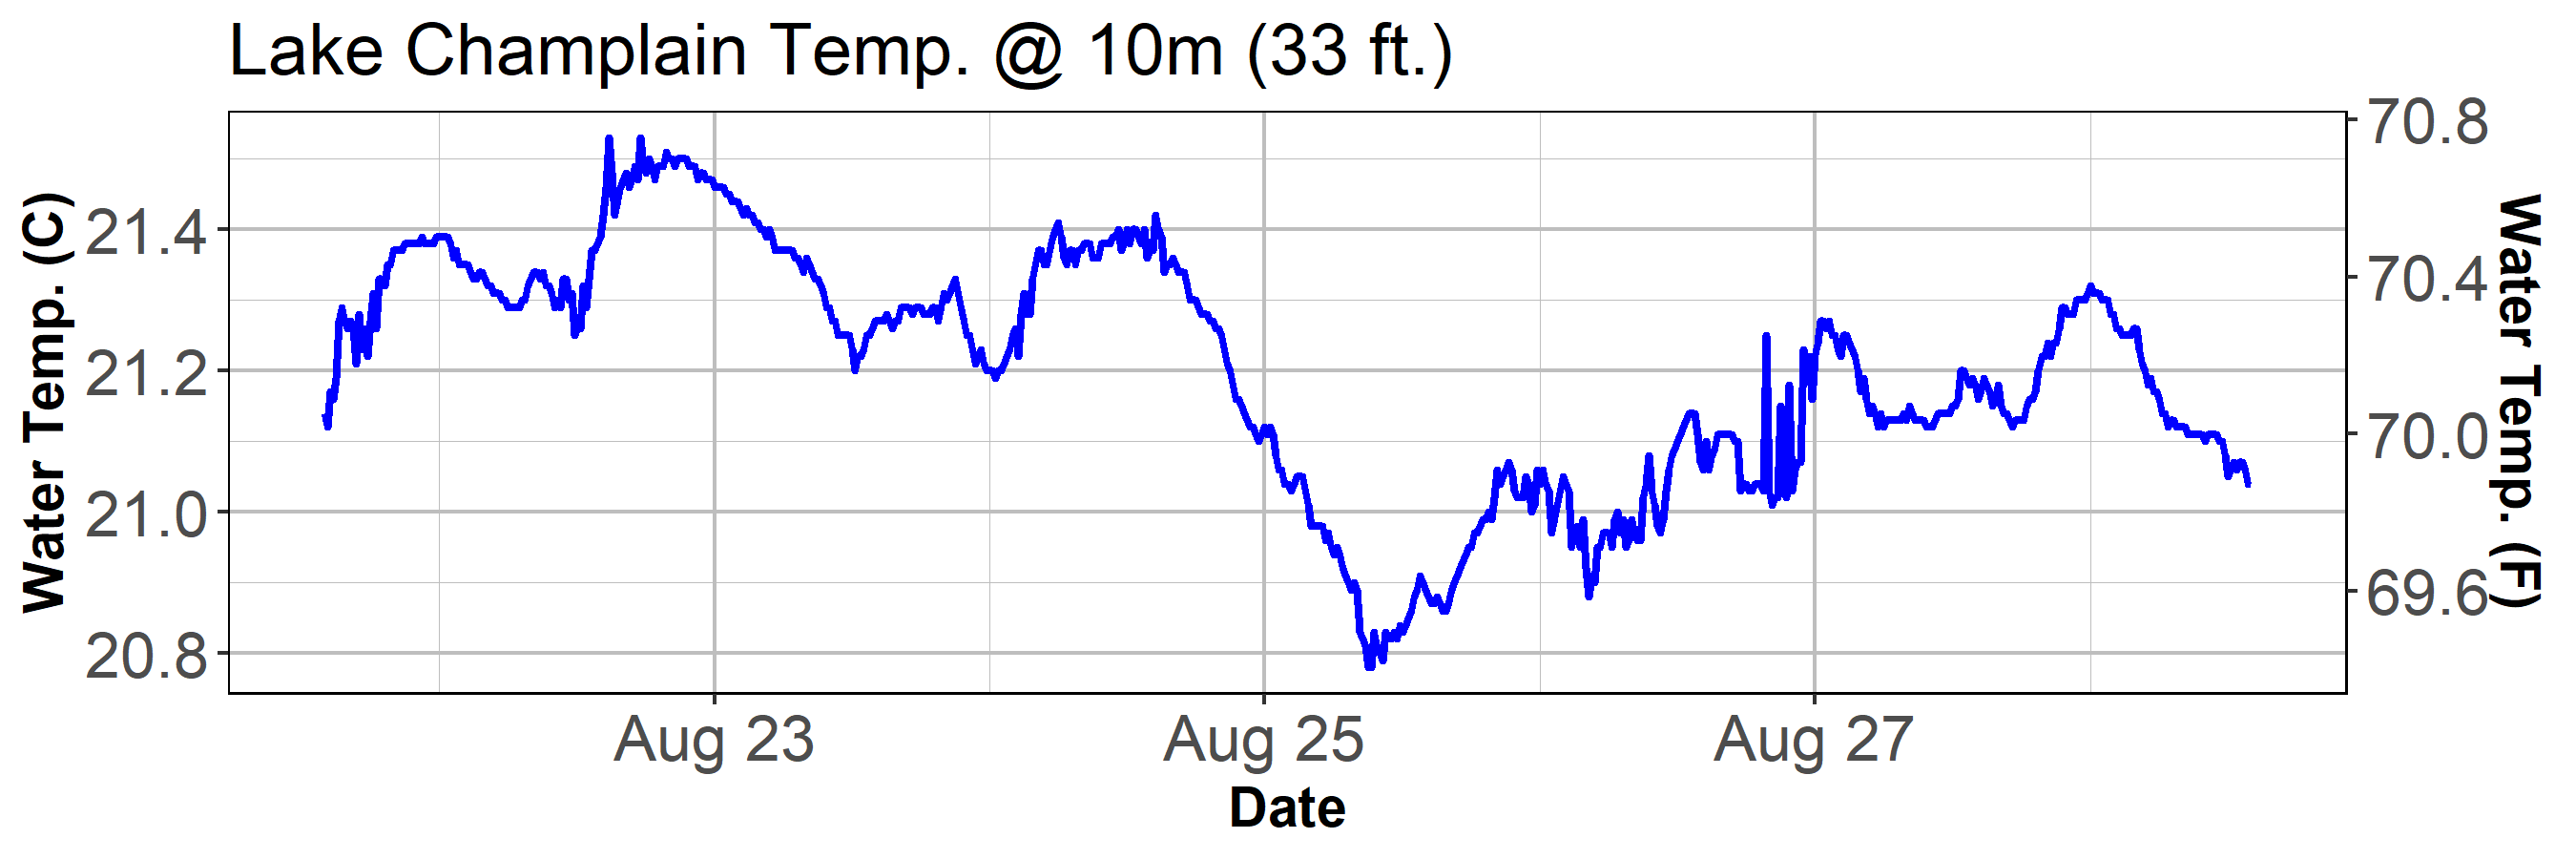 Lake Champlain Temp. @ 10m (33 ft.)
Water Temp. (C)
21.4
21.2
21.0
20.8
70.8
70.4
70.0
69.6
Water Temp. (F)
Aug 23
Aug 25
Aug 27
Date